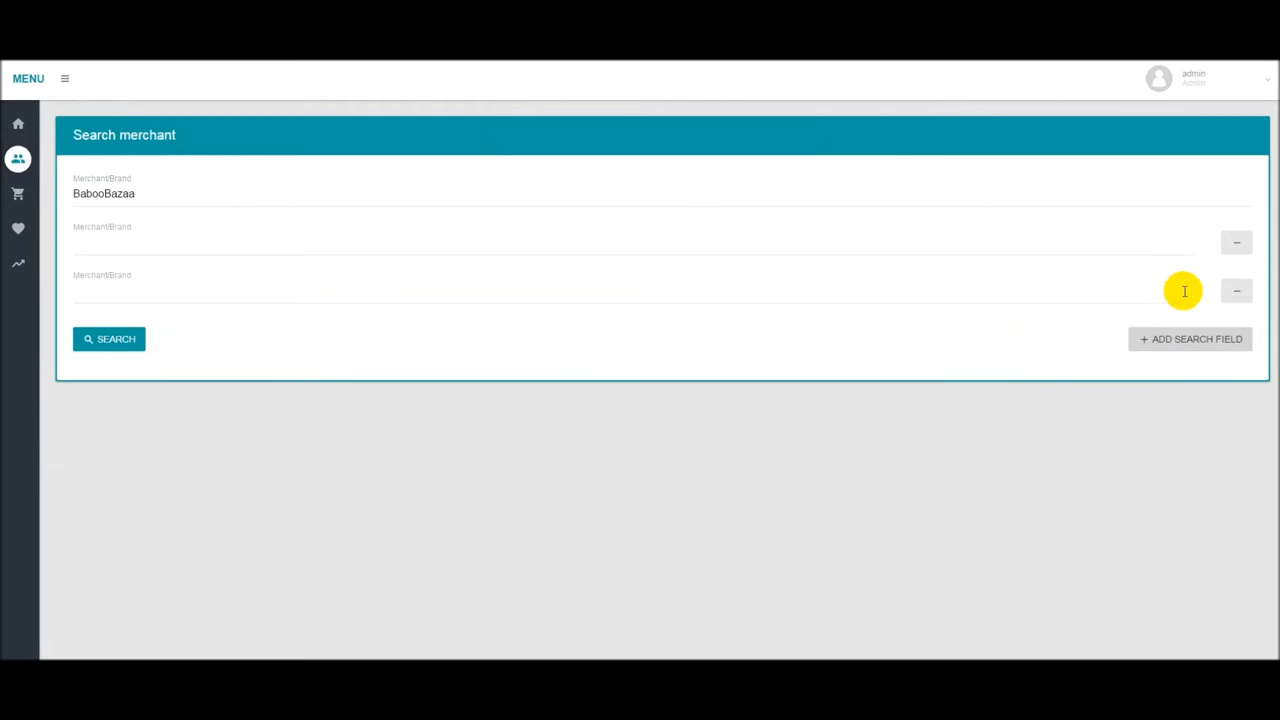 MENU
admin
Admin
Search merchant
Merchant/Brand
BabooBazaa
Merchant/Brand
Merchant/Brand
SEARCH
+ ADD SEARCH FIELD